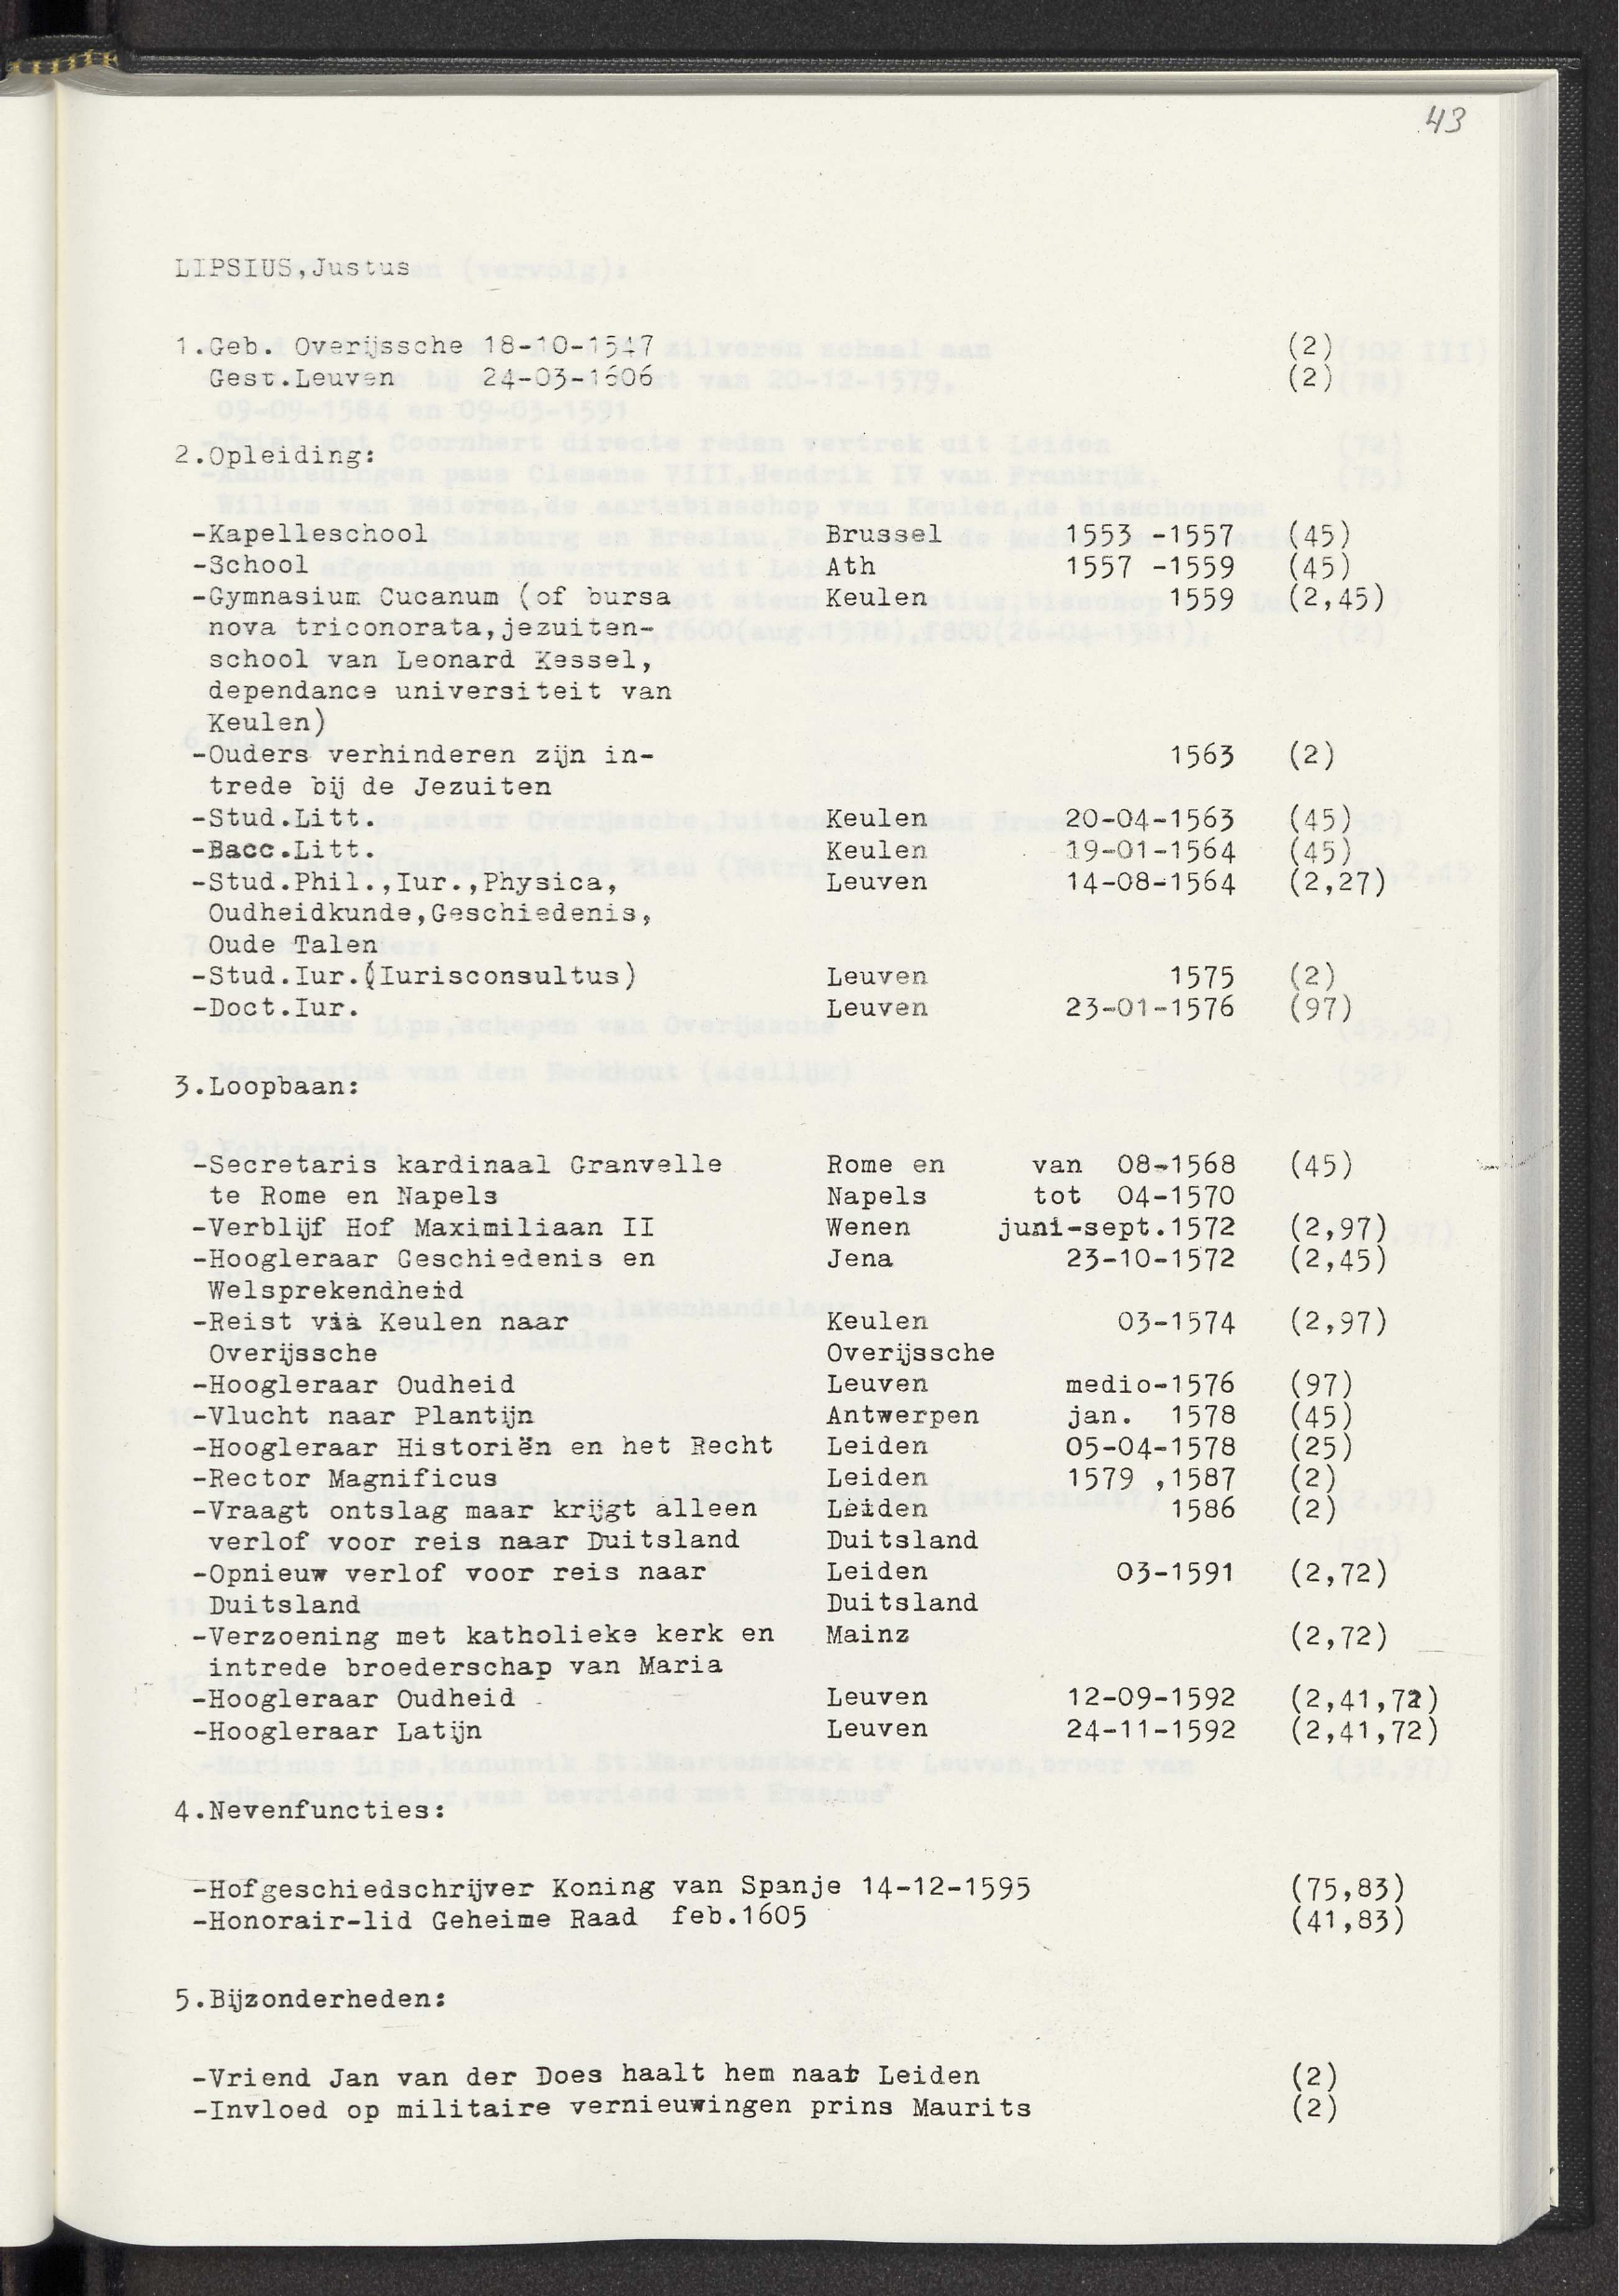 43
LIPSIUS,Justus
1.Geb. Overijssche 18-10-1547 (2)
Gest.Leuven 24-03-1606 (2)
2.Opleiding:
-Kapelleschool Brussel 1553 -1557 (45)
-School Ath 1557 -1559 (45)
-Gymnasium Cucanum (of bursa Keulen 1559 (2,45)
nova triconorata,jezuiten-
school van Leonard Kessel,
dependance universiteit van
Keulen)
-Ouders verhinderen zijn in- 1563 (2)
trede bij de Jezuiten
-Stud.Litt. Keulen 20-04-1563 (45)
-Bacc.Litt. Keulen 19-01-1564 (45)
-Stud.Phil.,Iur.,Physica, Leuven 14-08-1564 (2,27)
Oudheidkunde,Geschiedenis,
Oude Talen
-Stud.Iur.(Iurisconsultus) Leuven 1575 (2)
-Doct.Iur. Leuven 23-01-1576 (97)
3.Loopbaan:
-Secretaris kardinaal Granvelle Rome en van 08-1568 (45)
te Rome en Napels Napels tot 04-1570
-Verblijf Hof Maximiliaan II Wenen juni-sept.1572 (2,97)
-Hoogleraar Geschiedenis en Jena 23-10-1572 (2,45)
Welsprekendheid
-Reist via Keulen naar Keulen 03-1574 (2,97)
Overijssche Overijssche
-Hoogleraar Oudheid Leuven medio-1576 (97)
-Vlucht naar Plantijn Antwerpen jan. 1578 (45)
-Hoogleraar Historiën en het Recht Leiden 05-04-1578 (25)
-Rector Magnificus Leiden 1579 ,1587 (2)
-Vraagt ontslag maar krijgt alleen Leiden 1586 (2)
verlof voor reis naar Duitsland Duitsland
-Opnieuw verlof voor reis naar Leiden 03-1591 (2,72)
Duitsland Duitsland
-Verzoening met katholieke kerk en Mainz (2,72)
intrede broederschap van Maria
-Hoogleraar Oudheid Leuven 12-09-1592 (2,41,72)
-Hoogleraar Latijn Leuven 24-11-1592 (2,41,72)
4.Nevenfuncties:
-Hofgeschiedschrijver Koning van Spanje 14-12-1595 (75,83)
-Honorair-lid Geheime Raad feb.1605 (41,83)
5.Bijzonderheden:
-Vriend Jan van der Does haalt hem naar Leiden (2)
-Invloed op militaire vernieuwingen prins Maurits (2)